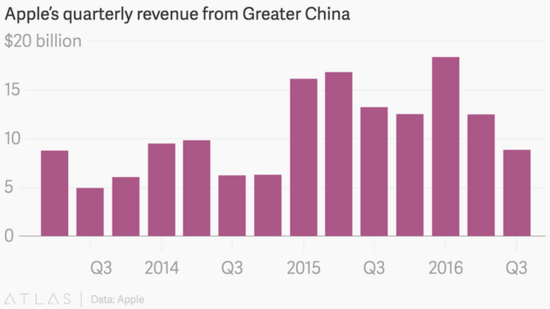 Apple's quarterly revenue from Greater China
$20 billion
15
10
5
0
Q3 2014 Q3 2015 Q3 2016 Q3
ATLAS | Data: Apple